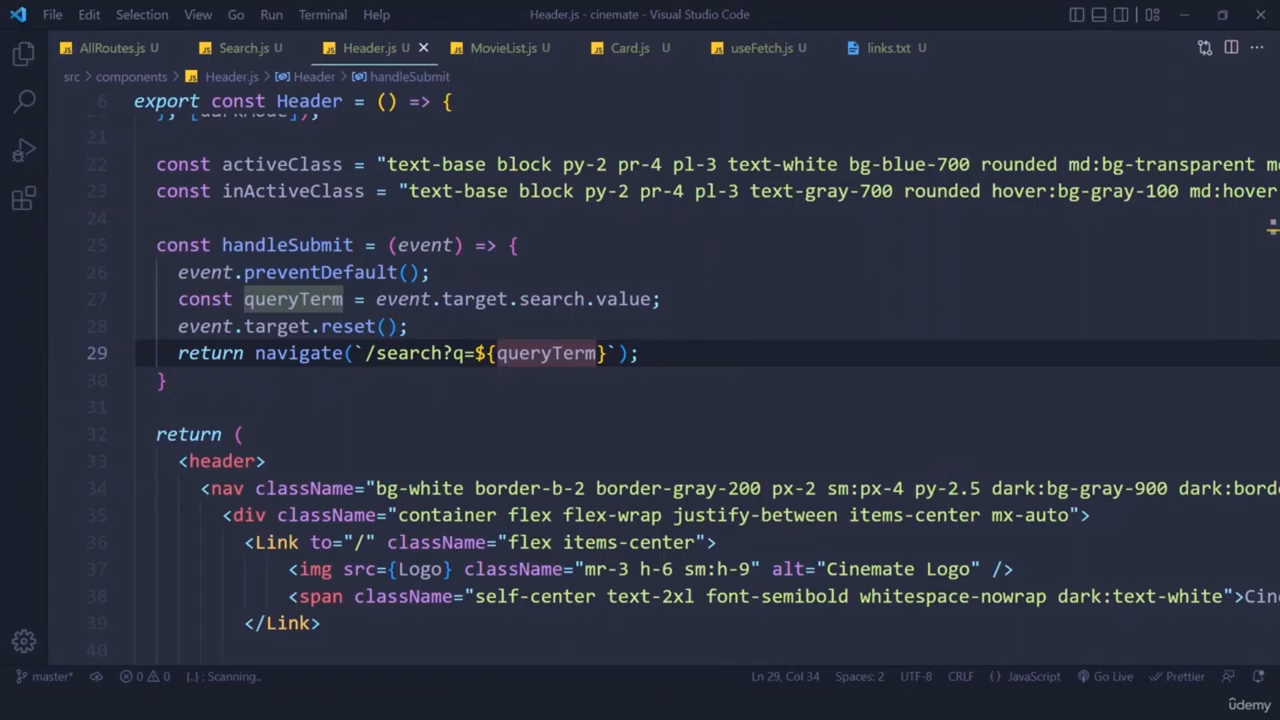 File Edit Selection View Go Run Terminal Help Header.js - cinemate - Visual Studio Code
AllRoutes.js U Search.js U Header.js U MovieList.js U Card.js U useFetch.js U links.txt U
src > components > Header.js > Header > handleSubmit
6 export const Header = () => {
}, [darkMode]);
21
22 const activeClass = "text-base block py-2 pr-4 pl-3 text-white bg-blue-700 rounded md:bg-transparent
23 const inActiveClass = "text-base block py-2 pr-4 pl-3 text-gray-700 rounded hover:bg-gray-100 md:hover
24
25 const handleSubmit = (event) => {
26 event.preventDefault();
27 const queryTerm = event.target.search.value;
28 event.target.reset();
29 return navigate(`/search?q=${queryTerm}`);
30 }
31
32 return (
33 <header>
34 <nav className="bg-white border-b-2 border-gray-200 px-2 sm:px-4 py-2.5 dark:bg-gray-900 dark:bord
35 <div className="container flex flex-wrap justify-between items-center mx-auto">
36 <Link to="/" className="flex items-center">
37 <img src={Logo} className="mr-3 h-6 sm:h-9" alt="Cinemate Logo" />
38 <span className="self-center text-2xl font-semibold whitespace-nowrap dark:text-white">Cin
39 </Link>
40
master* 0 0 {..} : Scanning.. Ln 29, Col 34 Spaces: 2 UTF-8 CRLF {} JavaScript Go Live Prettier
ûdemy